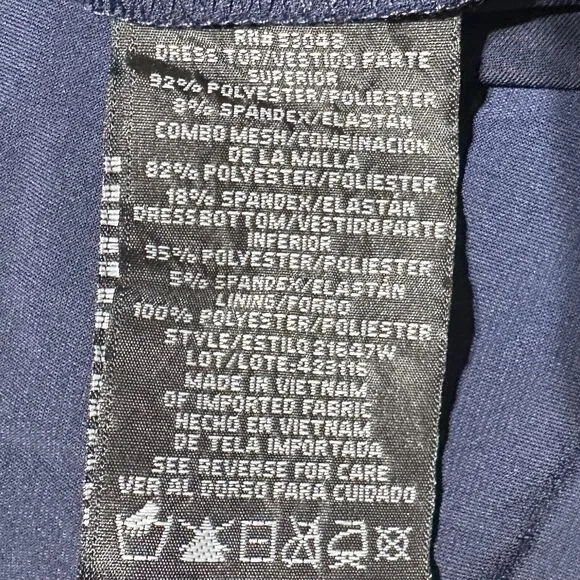 RN# 55048
DRESS TOP/VESTIDO PARTE
SUPERIOR
92% POLYESTER/POLIESTER
8% SPANDEX/ELASTÁN
COMBO MESH/COMBINACIÓN
DE LA MALLA
82% POLYESTER/POLIESTER
18% SPANDEX/ELASTÁN
DRESS BOTTOM/VESTIDO PARTE
INFERIOR
95% POLYESTER/POLIESTER
5% SPANDEX/ELASTÁN
LINING/FORRO
100% POLYESTER/POLIESTER
STYLE/ESTILO 21847W
LOT/LOTE:423116
MADE IN VIETNAM
OF IMPORTED FABRIC
HECHO EN VIETNAM
DE TELA IMPORTADA
SEE REVERSE FOR CARE
VER AL DORSO PARA CUIDADO